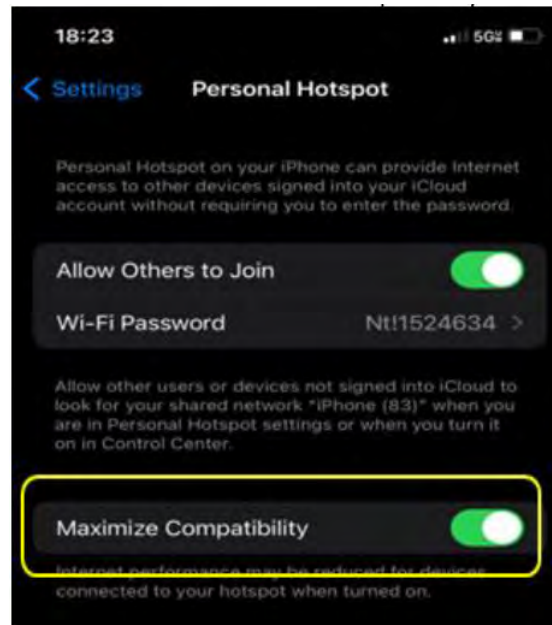 18:23
5G
Settings
Personal Hotspot
Personal Hotspot on your iPhone can provide Internet
access to other devices signed into your iCloud
account without requiring you to enter the password.
Allow Others to Join
Wi-Fi Password
Nt!1524634 >
Allow other users or devices not signed into iCloud to
look for your shared network "iPhone (83)" when you
are in Personal Hotspot settings or when you turn it
on in Control Center.
Maximize Compatibility
Internet performance may be reduced for devices
connected to your hotspot when turned on.